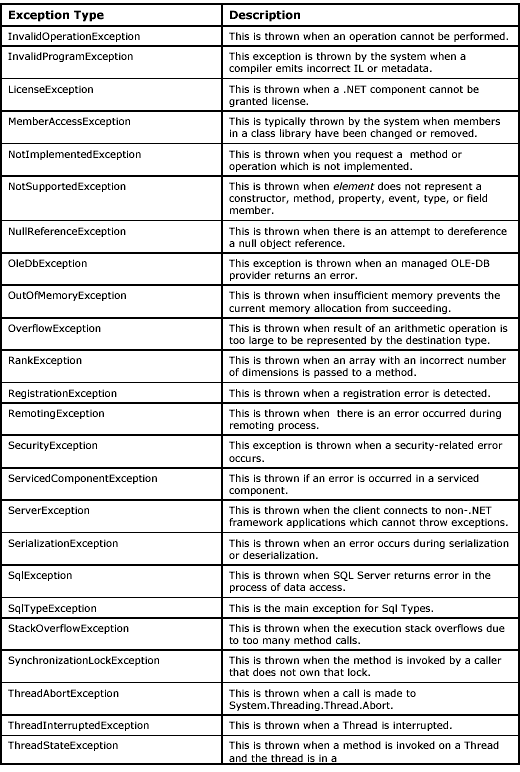 Exception Type Description
InvalidOperationException This is thrown when an operation cannot be performed.
InvalidProgramException This exception is thrown by the system when a
compiler emits incorrect IL or metadata.
LicenseException This is thrown when a .NET component cannot be
granted license.
MemberAccessException This is typically thrown by the system when members
in a class library have been changed or removed.
NotImplementedException This is thrown when you request a method or
operation which is not implemented.
NotSupportedException This is thrown when element does not represent a
constructor, method, property, event, type, or field
member.
NullReferenceException This is thrown when there is an attempt to dereference
a null object reference.
OleDbException This exception is thrown when an managed OLE-DB
provider returns an error.
OutOfMemoryException This is thrown when insufficient memory prevents the
current memory allocation from succeeding.
OverflowException This is thrown when result of an arithmetic operation is
too large to be represented by the destination type.
RankException This is thrown when an array with an incorrect number
of dimensions is passed to a method.
RegistrationException This is thrown when a registration error is detected.
RemotingException This is thrown when there is an error occurred during
remoting process.
SecurityException This exception is thrown when a security-related error
occurs.
ServicedComponentException This is thrown if an error is occurred in a serviced
component.
ServerException This is thrown when the client connects to non-.NET
framework applications which cannot throw exceptions.
SerializationException This is thrown when an error occurs during serialization
or deserialization.
SqlException This is thrown when SQL Server returns error in the
process of data access.
SqlTypeException This is the main exception for Sql Types.
StackOverflowException This is thrown when the execution stack overflows due
to too many method calls.
SynchronizationLockException This is thrown when the method is invoked by a caller
that does not own that lock.
ThreadAbortException This is thrown when a call is made to
System.Threading.Thread.Abort.
ThreadInterruptedException This is thrown when a Thread is interrupted.
ThreadStateException This is thrown when a method is invoked on a Thread
and the thread is in a